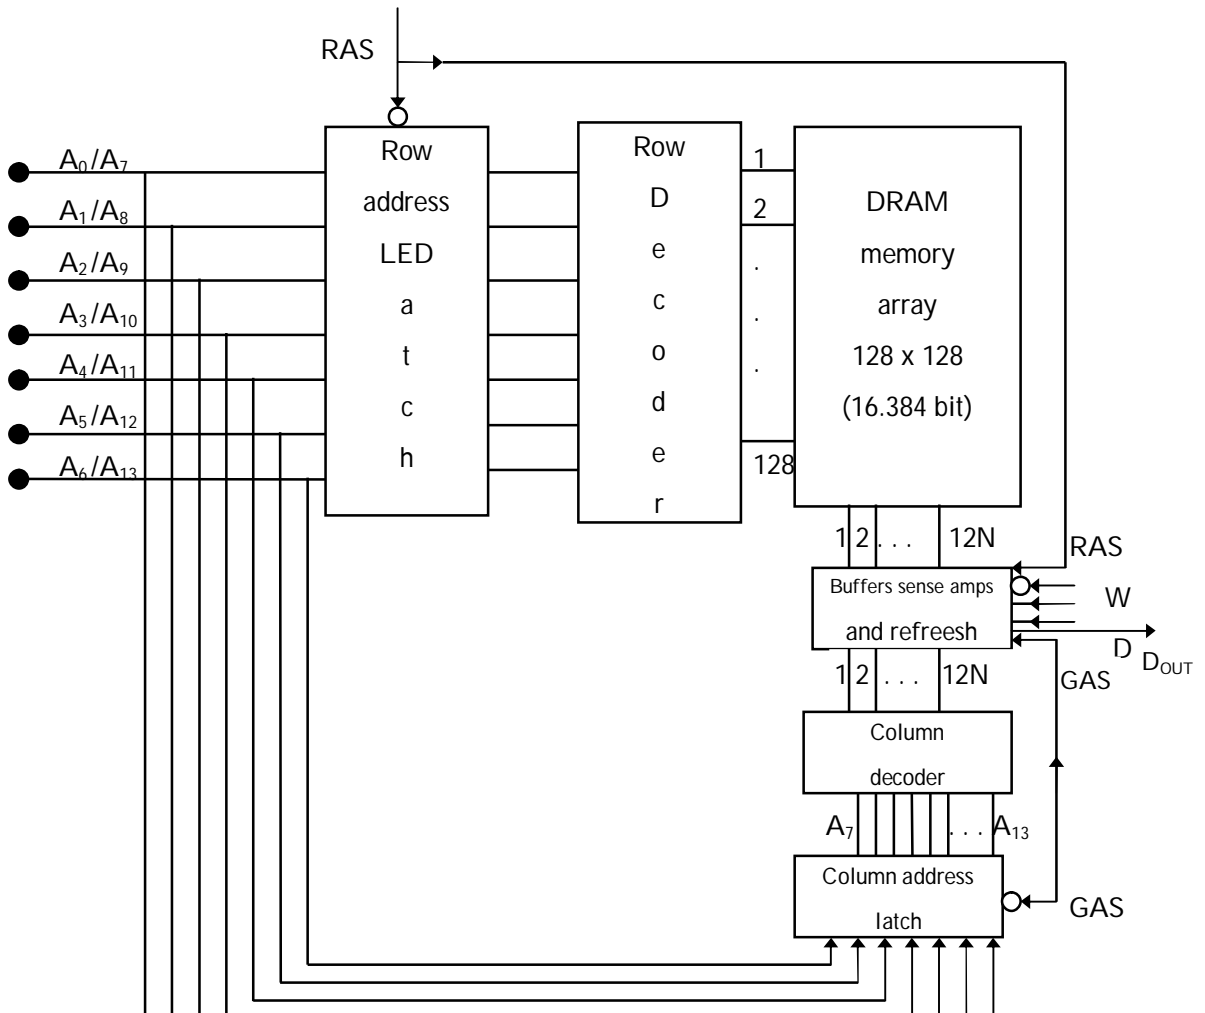 RAS
A₀/A₇
A₁/A₈
A₂/A₉
A₃/A₁₀
A₄/A₁₁
A₅/A₁₂
A₆/A₁₃
Row
address
LED
a
t
c
h
Row
D
e
c
o
d
e
r
1
2
.
.
.
128
DRAM
memory
array
128 x 128
(16.384 bit)
1 2 . . . 12N
RAS
Buffers sense amps
and refreesh
W
D D_OUT
GAS
1 2 . . . 12N
Column
decoder
A₇ . . . A₁₃
Column address
latch
GAS